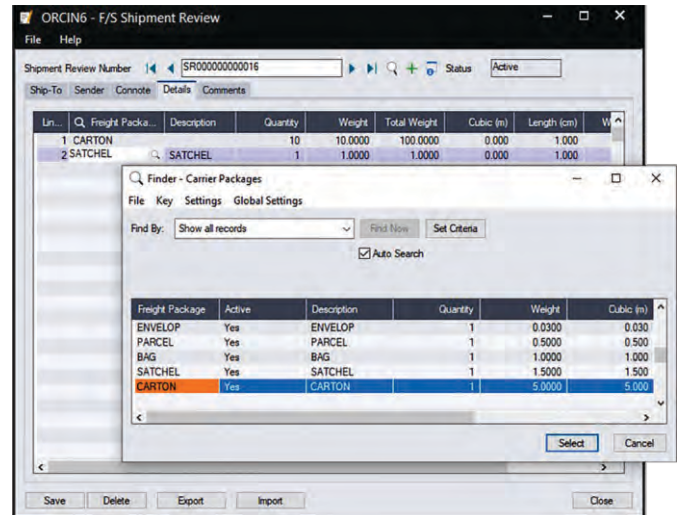 ORCIN6 - F/S Shipment Review
File Help
Shipment Review Number SR000000000016 Status Active
Ship-To Sender Connote Details Comments
Lin... Freight Packa... Description Quantity Weight Total Weight Cubic (m) Length (cm) W
1 CARTON 10 10.0000 100.0000 0.000 1.000
2 SATCHEL SATCHEL 1 1.0000 1.0000 0.000 1.000
Finder - Carrier Packages
File Key Settings Global Settings
Find By: Show all records Find Now Set Criteria
Auto Search
Freight Package Active Description Quantity Weight Cubic (m)
ENVELOP Yes ENVELOP 1 0.0300 0.030
PARCEL Yes PARCEL 1 0.5000 0.500
BAG Yes BAG 1 1.0000 1.000
SATCHEL Yes SATCHEL 1 1.5000 1.500
CARTON Yes CARTON 1 5.0000 5.000
Select Cancel
Save Delete Export Import Close